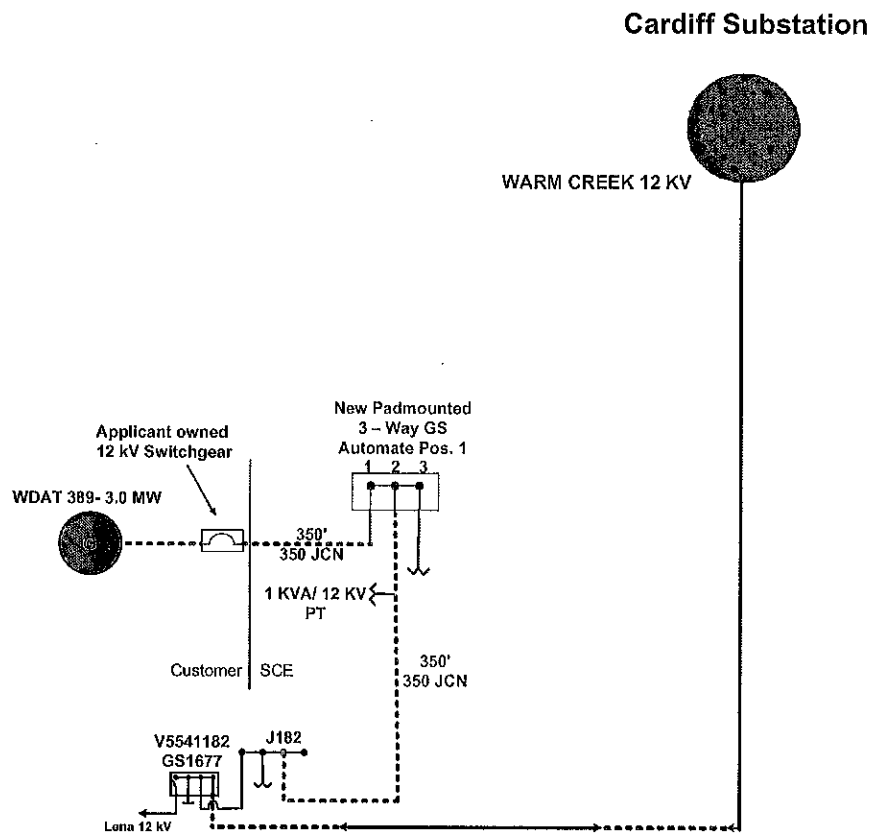 Cardiff Substation
WARM CREEK 12 KV
New Padmounted
3 – Way GS
Automate Pos. 1
1 2 3
Applicant owned
12 kV Switchgear
WDAT 389- 3.0 MW
G
350'
350 JCN
1 KVA/ 12 KV
PT
Customer SCE
350'
350 JCN
V5541182
GS1677
J182
Lena 12 kV